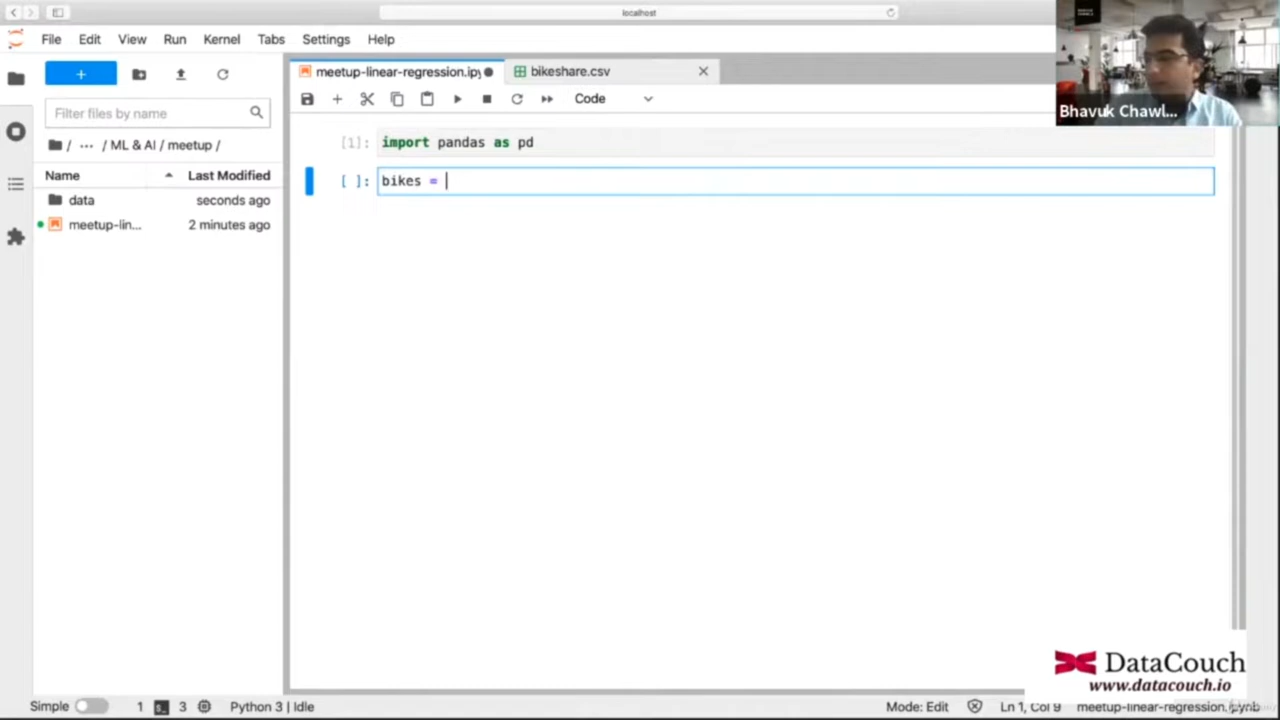 localhost
File Edit View Run Kernel Tabs Settings Help
meetup-linear-regression.ipy
bikeshare.csv
Filter files by name
Code
/ ··· / ML & AI / meetup /
Name Last Modified
data seconds ago
meetup-lin... 2 minutes ago
[1]: import pandas as pd
[ ]: bikes =
Bhavuk Chawl...
DataCouch
www.datacouch.io
Simple 1 3 Python 3 | Idle Mode: Edit Ln 1, Col 9 meetup-linear-regression.ipynb